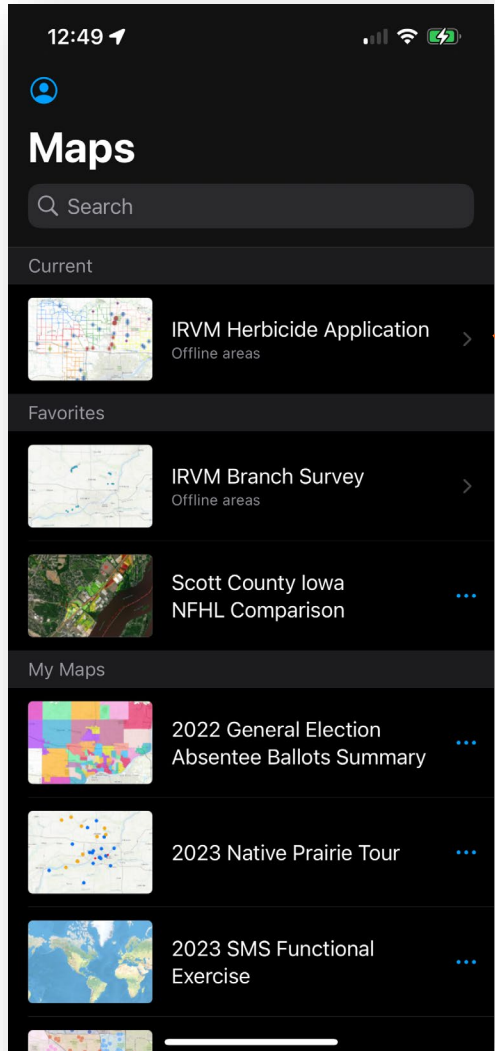 12:49
Maps
Search
Current
IRVM Herbicide Application
Offline areas
Favorites
IRVM Branch Survey
Offline areas
Scott County Iowa
NFHL Comparison
My Maps
2022 General Election
Absentee Ballots Summary
2023 Native Prairie Tour
2023 SMS Functional
Exercise